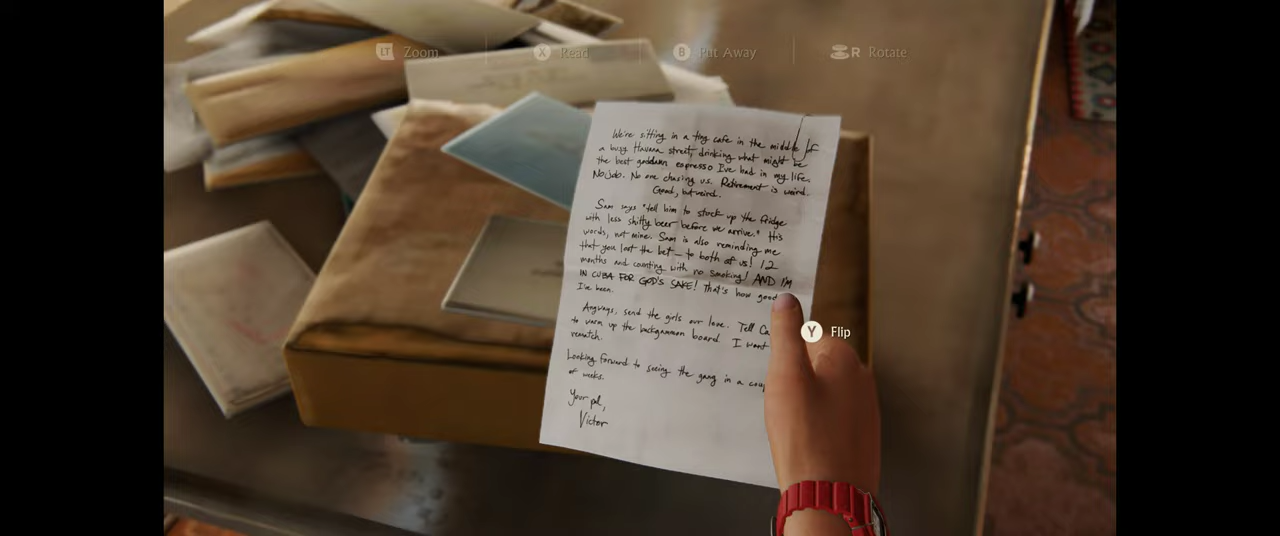 LT Zoom
X Read
B Put Away
R Rotate
We're sitting in a tiny cafe in the middle of
a busy Havana street, drinking what might be
the best goddamn espresso I've had in my life.
No job. No one chasing us. Retirement is weird.
Good, but weird.
Sam says "tell him to stock up the fridge
with less shitty beer before we arrive." His
words, not mine. Sam is also reminding me
that you lost the bet — to both of us! 12
months and counting with no smoking! AND I'M
IN CUBA FOR GOD'S SAKE! That's how good
I've been.
Anyways, send the girls our love. Tell Ca
to warm up the backgammon board. I want
rematch.
Looking forward to seeing the gang in a coup
of weeks.
Your pal,
Victor
Y Flip